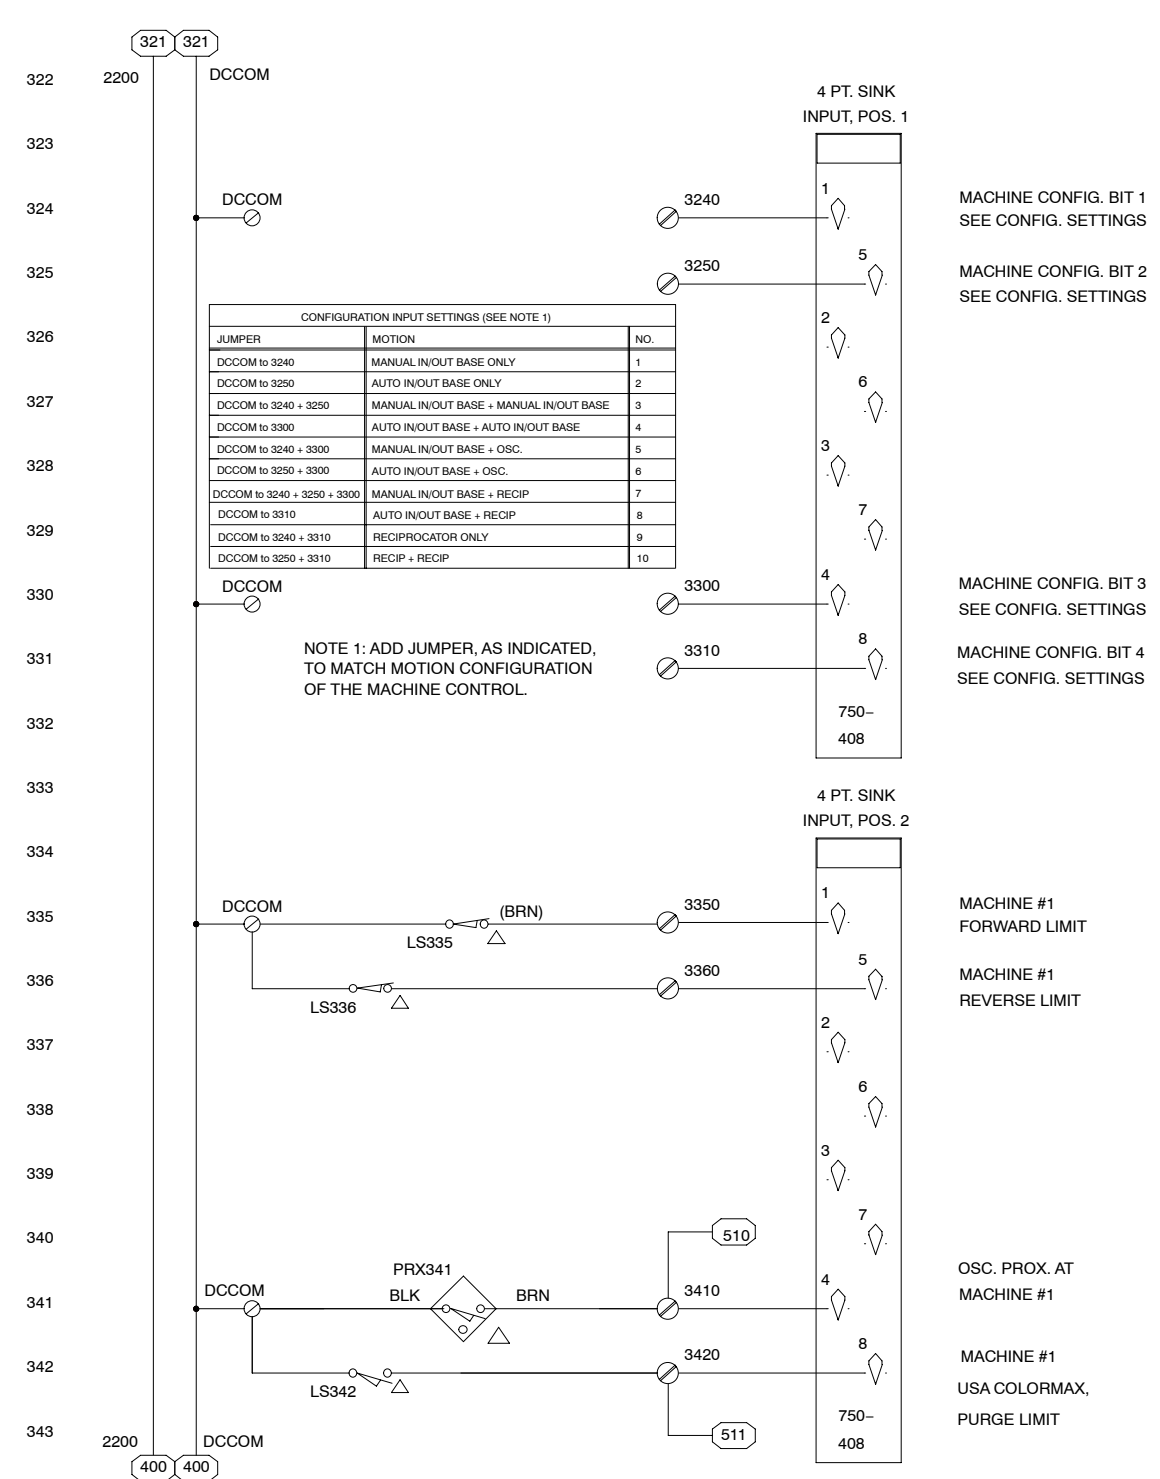 321 321
322 2200 DCCOM
4 PT. SINK
INPUT, POS. 1
323
324 DCCOM 3240 1 MACHINE CONFIG. BIT 1
SEE CONFIG. SETTINGS
325 3250 5 MACHINE CONFIG. BIT 2
SEE CONFIG. SETTINGS
CONFIGURATION INPUT SETTINGS (SEE NOTE 1)
326 2
JUMPER MOTION NO.
DCCOM to 3240 MANUAL IN/OUT BASE ONLY 1
DCCOM to 3250 AUTO IN/OUT BASE ONLY 2
327 6
DCCOM to 3240 + 3250 MANUAL IN/OUT BASE + MANUAL IN/OUT BASE 3
DCCOM to 3300 AUTO IN/OUT BASE + AUTO IN/OUT BASE 4
DCCOM to 3240 + 3300 MANUAL IN/OUT BASE + OSC. 5
328 3
DCCOM to 3250 + 3300 AUTO IN/OUT BASE + OSC. 6
DCCOM to 3240 + 3250 + 3300 MANUAL IN/OUT BASE + RECIP 7
DCCOM to 3310 AUTO IN/OUT BASE + RECIP 8
329 7
DCCOM to 3240 + 3310 RECIPROCATOR ONLY 9
DCCOM to 3250 + 3310 RECIP + RECIP 10
330 DCCOM 3300 4 MACHINE CONFIG. BIT 3
SEE CONFIG. SETTINGS
NOTE 1: ADD JUMPER, AS INDICATED,
TO MATCH MOTION CONFIGURATION
OF THE MACHINE CONTROL.
331 3310 8 MACHINE CONFIG. BIT 4
SEE CONFIG. SETTINGS
332 750–
408
333
4 PT. SINK
INPUT, POS. 2
334
335 DCCOM LS335 (BRN) 3350 1 MACHINE #1
FORWARD LIMIT
336 LS336 3360 5 MACHINE #1
REVERSE LIMIT
337 2
338 6
339 3
340 510 7
OSC. PROX. AT
MACHINE #1
341 DCCOM PRX341 BLK BRN 3410 4
342 LS342 3420 8 MACHINE #1
USA COLORMAX,
PURGE LIMIT
343 2200 DCCOM 511 750–
408
400 400